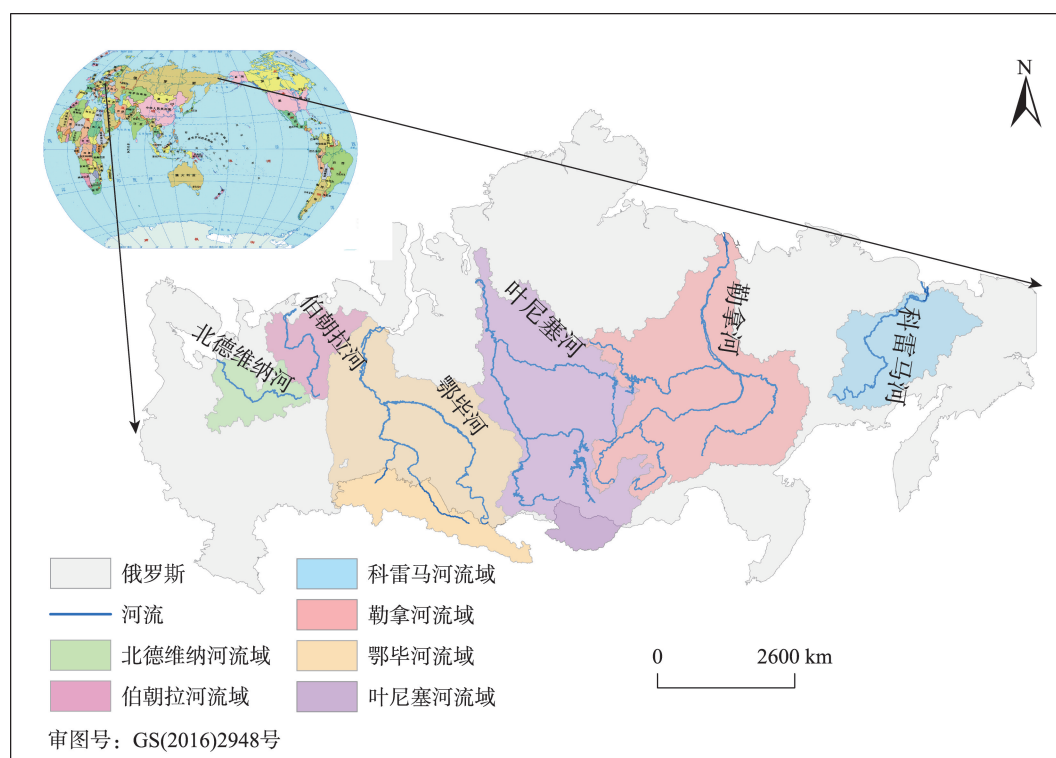 N
北德维纳河
伯朝拉河
鄂毕河
叶尼塞河
勒拿河
科雷马河
俄罗斯
科雷马河流域
河流
勒拿河流域
北德维纳河流域
鄂毕河流域
伯朝拉河流域
叶尼塞河流域
0 2600 km
审图号：GS(2016)2948号